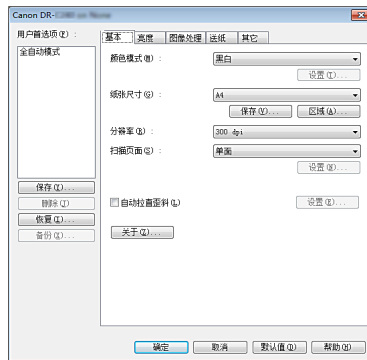 Canon DR-
用户首选项(P) :
全自动模式
保存(V)...
删除(J)
恢复(I)...
备份(X)...
基本 亮度 图像处理 送纸 其它
颜色模式(M) : 黑白
设置(T)...
纸张尺寸(G) : A4
保存(V)... 区域(A)...
分辨率(R) : 300 dpi
扫描页面(S) : 单面
设置(N)...
自动拉直歪斜(L) 设置(E)...
关于(Z)...
确定 取消 默认值(D) 帮助(H)